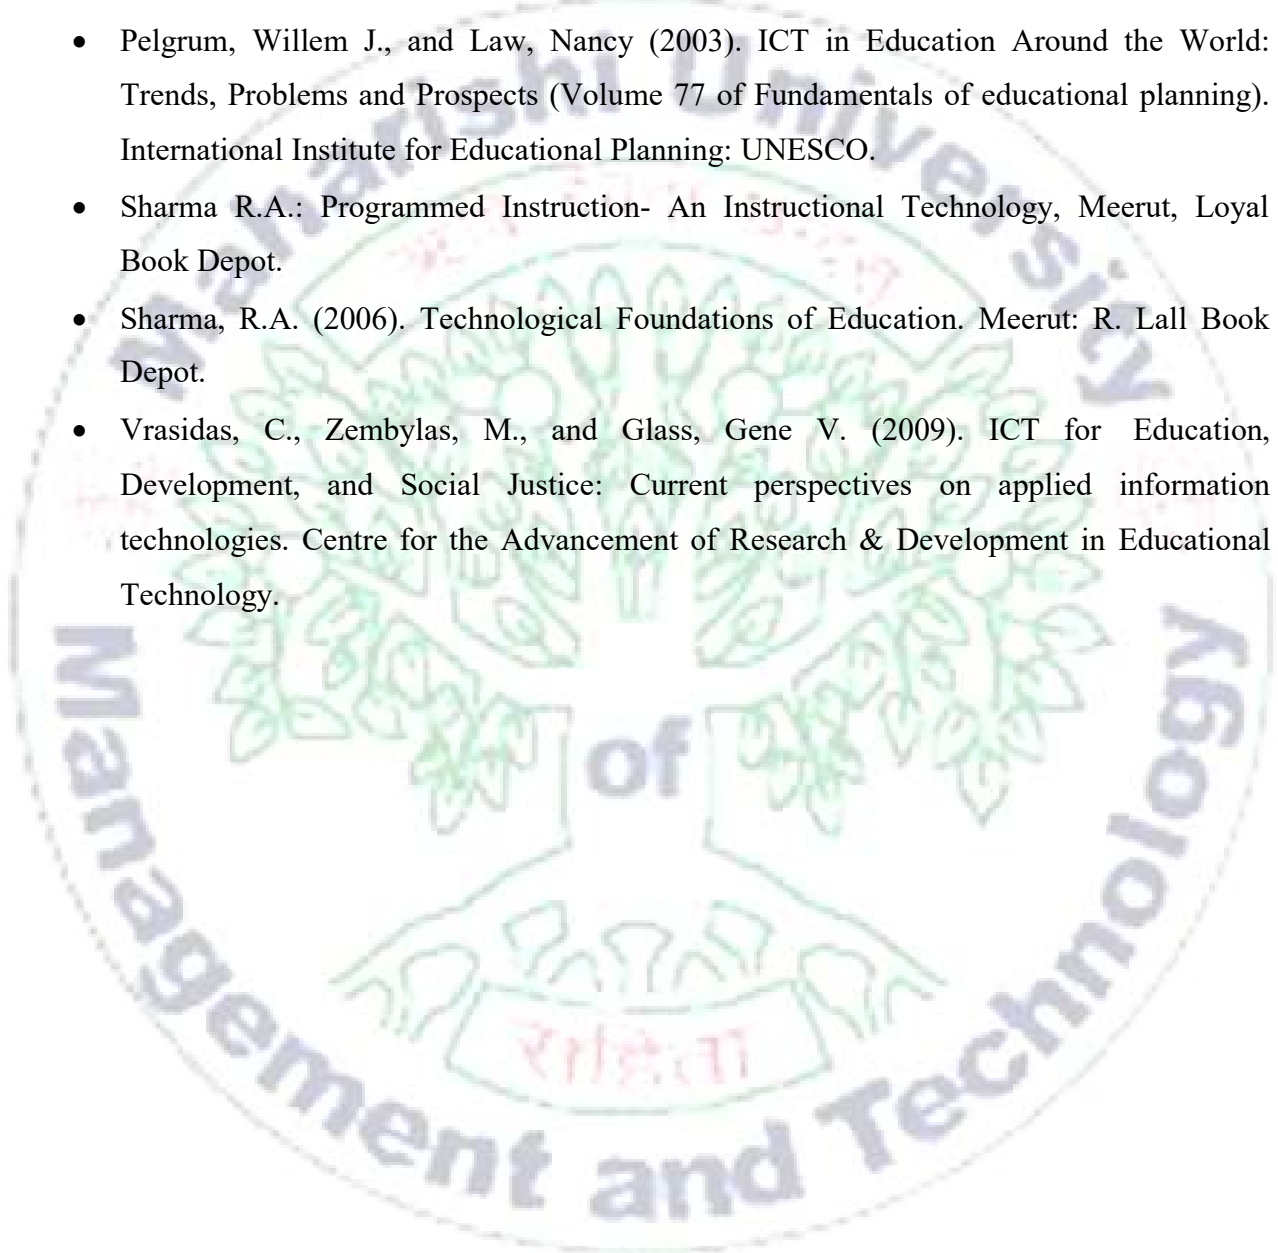 • Pelgrum, Willem J., and Law, Nancy (2003). ICT in Education Around the World:
Trends, Problems and Prospects (Volume 77 of Fundamentals of educational planning).
International Institute for Educational Planning: UNESCO.
• Sharma R.A.: Programmed Instruction- An Instructional Technology, Meerut, Loyal
Book Depot.
• Sharma, R.A. (2006). Technological Foundations of Education. Meerut: R. Lall Book
Depot.
• Vrasidas, C., Zembylas, M., and Glass, Gene V. (2009). ICT for Education,
Development, and Social Justice: Current perspectives on applied information
technologies. Centre for the Advancement of Research & Development in Educational
Technology.
Maharishi University
of
Management and Technology